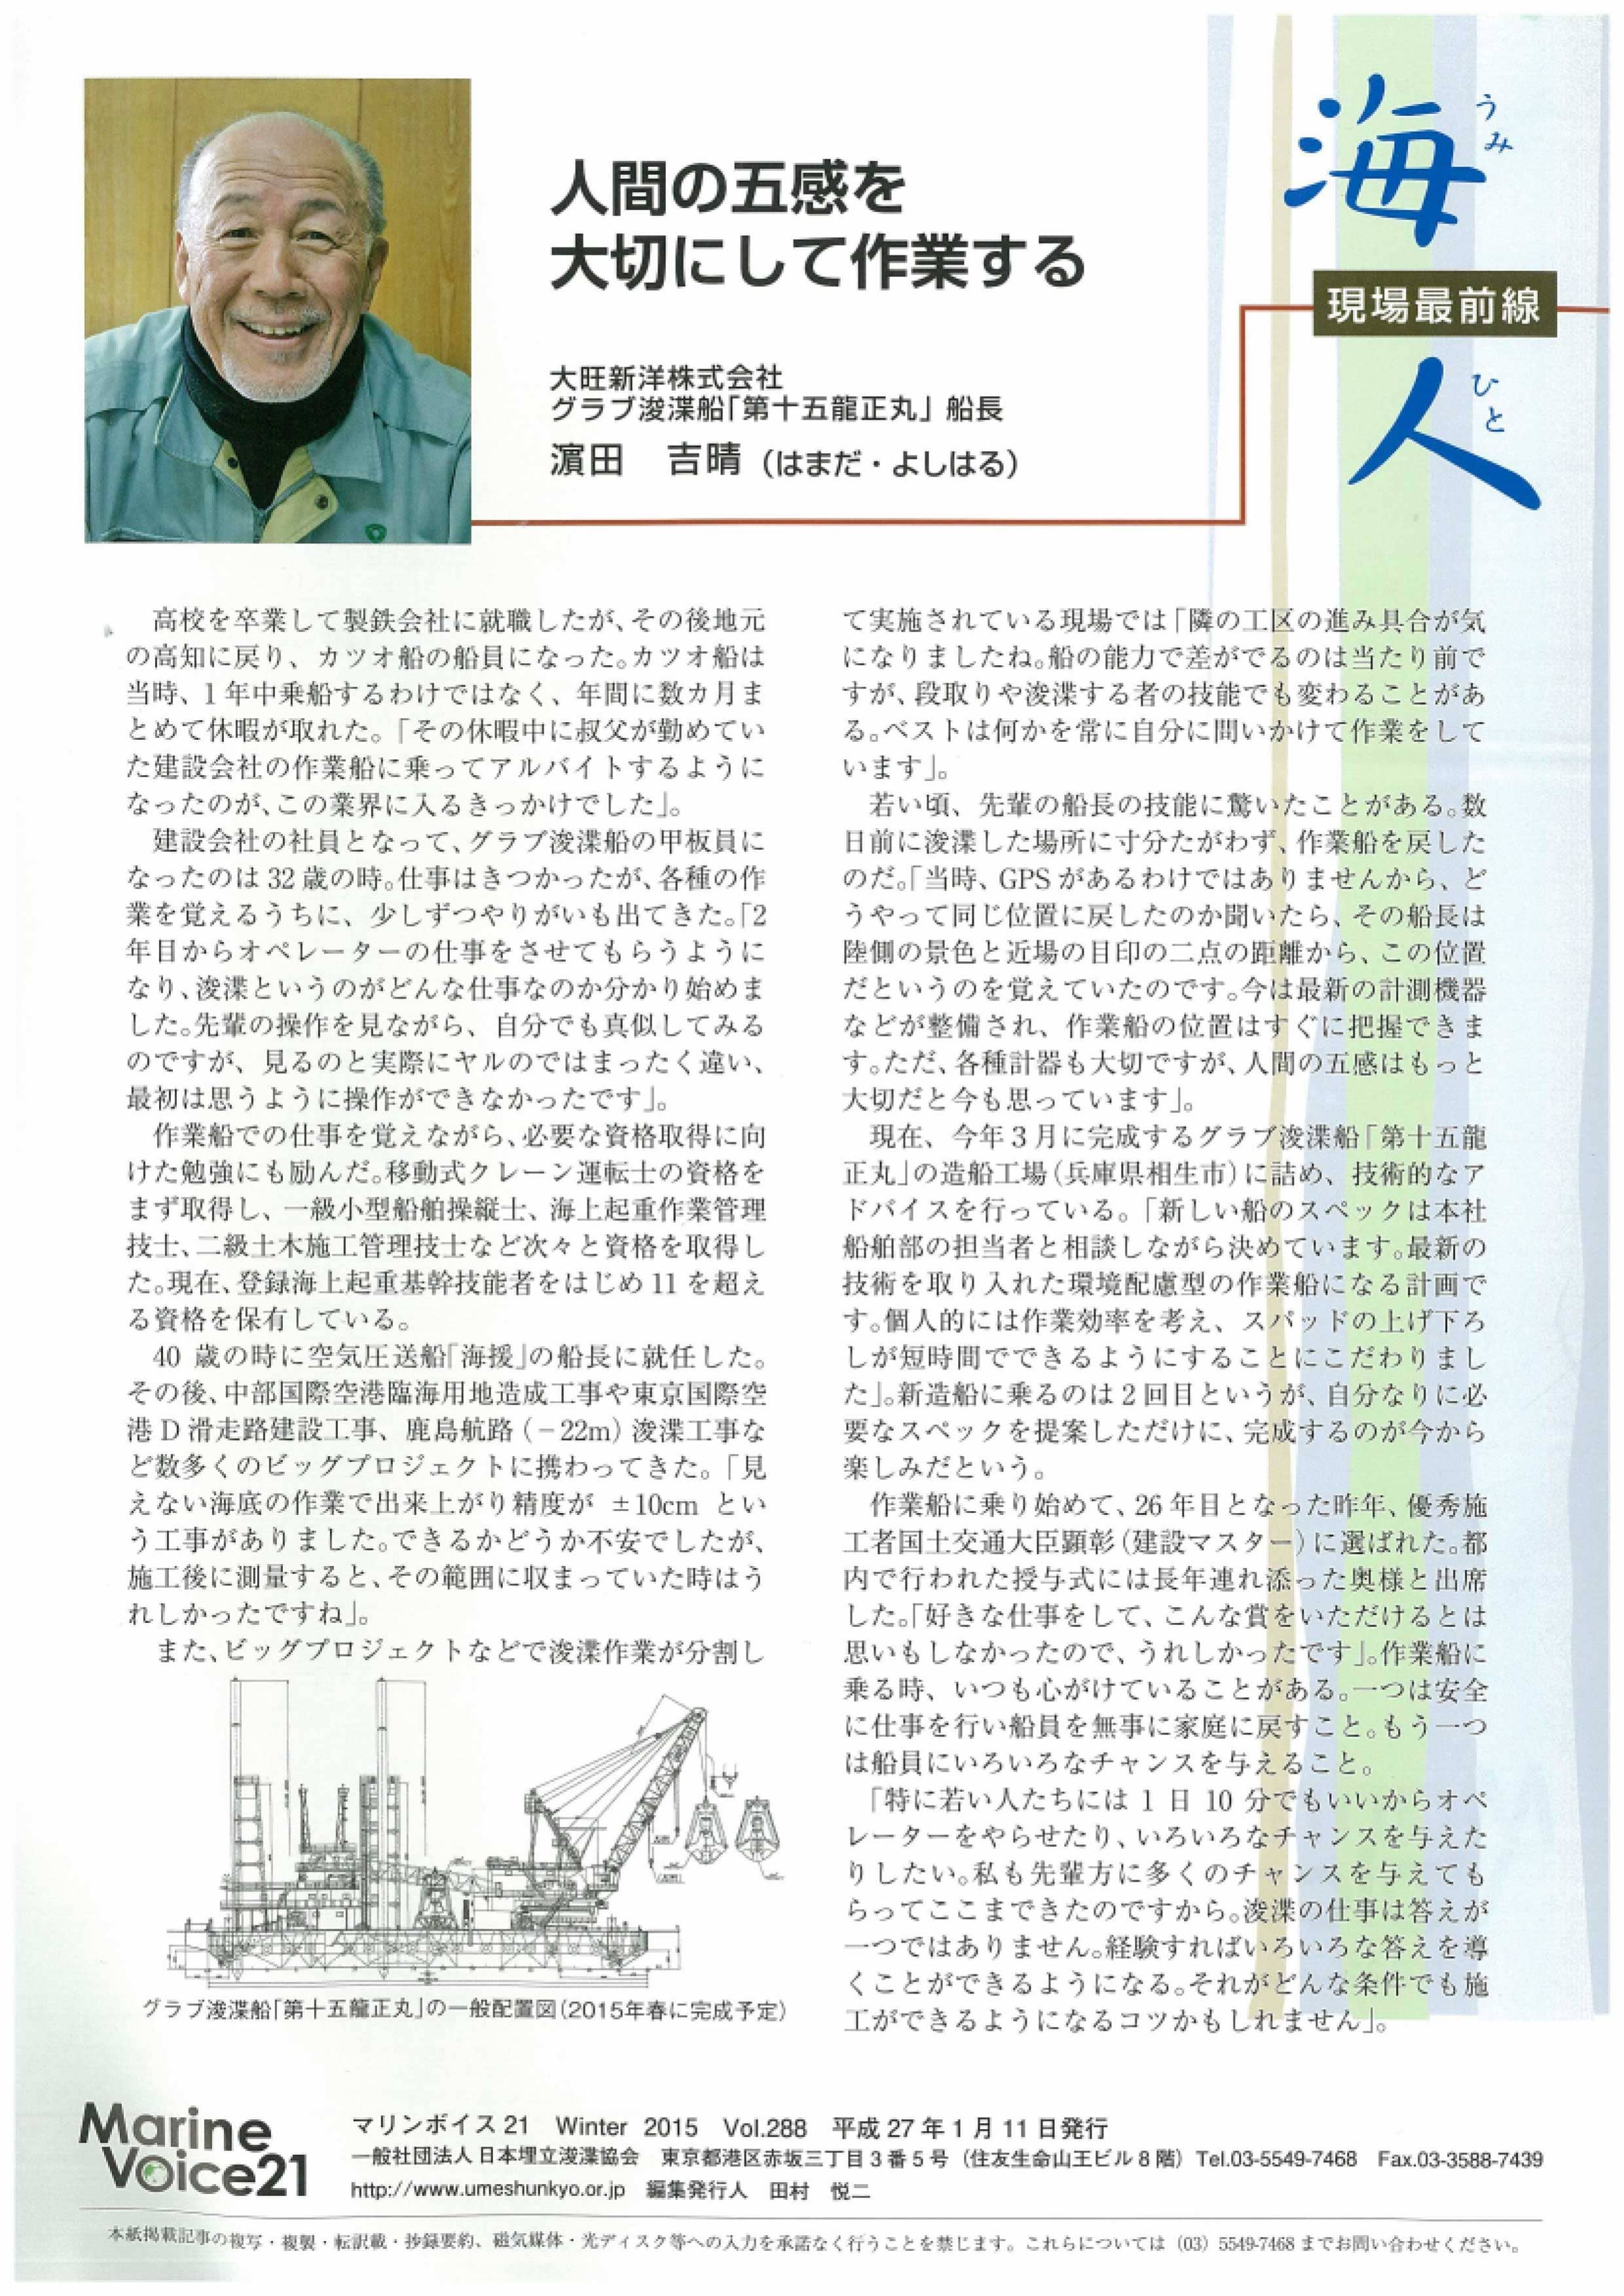 海人
うみ
ひと
現場最前線
人間の五感を
大切にして作業する
大旺新洋株式会社
グラブ浚渫船「第十五龍正丸」船長
濵田　吉晴（はまだ・よしはる）
高校を卒業して製鉄会社に就職したが、その後地元
の高知に戻り、カツオ船の船員になった。カツオ船は
当時、1年中乗船するわけではなく、年間に数カ月ま
とめて休暇が取れた。「その休暇中に叔父が勤めてい
た建設会社の作業船に乗ってアルバイトするように
なったのが、この業界に入るきっかけでした」。
建設会社の社員となって、グラブ浚渫船の甲板員に
なったのは32歳の時。仕事はきつかったが、各種の作
業を覚えるうちに、少しずつやりがいも出てきた。「2
年目からオペレーターの仕事をさせてもらうように
なり、浚渫というのがどんな仕事なのか分かり始めま
した。先輩の操作を見ながら、自分でも真似してみる
のですが、見るのと実際にヤルのではまったく違い、
最初は思うように操作ができなかったです」。
作業船での仕事を覚えながら、必要な資格取得に向
けた勉強にも励んだ。移動式クレーン運転士の資格を
まず取得し、一級小型船舶操縦士、海上起重作業管理
技士、二級土木施工管理技士など次々と資格を取得し
た。現在、登録海上起重基幹技能者をはじめ11を超え
る資格を保有している。
40歳の時に空気圧送船「海援」の船長に就任した。
その後、中部国際空港臨海用地造成工事や東京国際空
港D滑走路建設工事、鹿島航路（－22m）浚渫工事な
ど数多くのビッグプロジェクトに携わってきた。「見
えない海底の作業で出来上がり精度が ±10cm とい
う工事がありました。できるかどうか不安でしたが、
施工後に測量すると、その範囲に収まっていた時はう
れしかったですね」。
また、ビッグプロジェクトなどで浚渫作業が分割し
グラブ浚渫船「第十五龍正丸」の一般配置図（2015年春に完成予定）
て実施されている現場では「隣の工区の進み具合が気
になりましたね。船の能力で差がでるのは当たり前で
すが、段取りや浚渫する者の技能でも変わることがあ
る。ベストは何かを常に自分に問いかけて作業をして
います」。
若い頃、先輩の船長の技能に驚いたことがある。数
日前に浚渫した場所に寸分たがわず、作業船を戻した
のだ。「当時、GPSがあるわけではありませんから、ど
うやって同じ位置に戻したのか聞いたら、その船長は
陸側の景色と近場の目印の二点の距離から、この位置
だというのを覚えていたのです。今は最新の計測機器
などが整備され、作業船の位置はすぐに把握できま
す。ただ、各種計器も大切ですが、人間の五感はもっと
大切だと今も思っています」。
現在、今年3月に完成するグラブ浚渫船「第十五龍
正丸」の造船工場（兵庫県相生市）に詰め、技術的なア
ドバイスを行っている。「新しい船のスペックは本社
船舶部の担当者と相談しながら決めています。最新の
技術を取り入れた環境配慮型の作業船になる計画で
す。個人的には作業効率を考え、スパッドの上げ下ろ
しが短時間でできるようにすることにこだわりまし
た」。新造船に乗るのは2回目というが、自分なりに必
要なスペックを提案しただけに、完成するのが今から
楽しみだという。
作業船に乗り始めて、26年目となった昨年、優秀施
工者国土交通大臣顕彰（建設マスター）に選ばれた。都
内で行われた授与式には長年連れ添った奥様と出席
した。「好きな仕事をして、こんな賞をいただけるとは
思いもしなかったので、うれしかったです」。作業船に
乗る時、いつも心がけていることがある。一つは安全
に仕事を行い船員を無事に家庭に戻すこと。もう一つ
は船員にいろいろなチャンスを与えること。
「特に若い人たちには1日10分でもいいからオペ
レーターをやらせたり、いろいろなチャンスを与えた
りしたい。私も先輩方に多くのチャンスを与えても
らってここまできたのですから。浚渫の仕事は答えが
一つではありません。経験すればいろいろな答えを導
くことができるようになる。それがどんな条件でも施
工ができるようになるコツかもしれません」。
Marine
Voice21
マリンボイス21　Winter 2015　Vol.288　平成27年1月11日発行
一般社団法人 日本埋立浚渫協会　東京都港区赤坂三丁目3番5号（住友生命山王ビル8階）Tel.03-5549-7468　Fax.03-3588-7439
http://www.umeshunkyo.or.jp　編集発行人　田村　悦二
本紙掲載記事の複写・複製・転訳載・抄録要約、磁気媒体・光ディスク等への入力を承諾なく行うことを禁じます。これらについては（03）5549-7468までお問い合わせください。